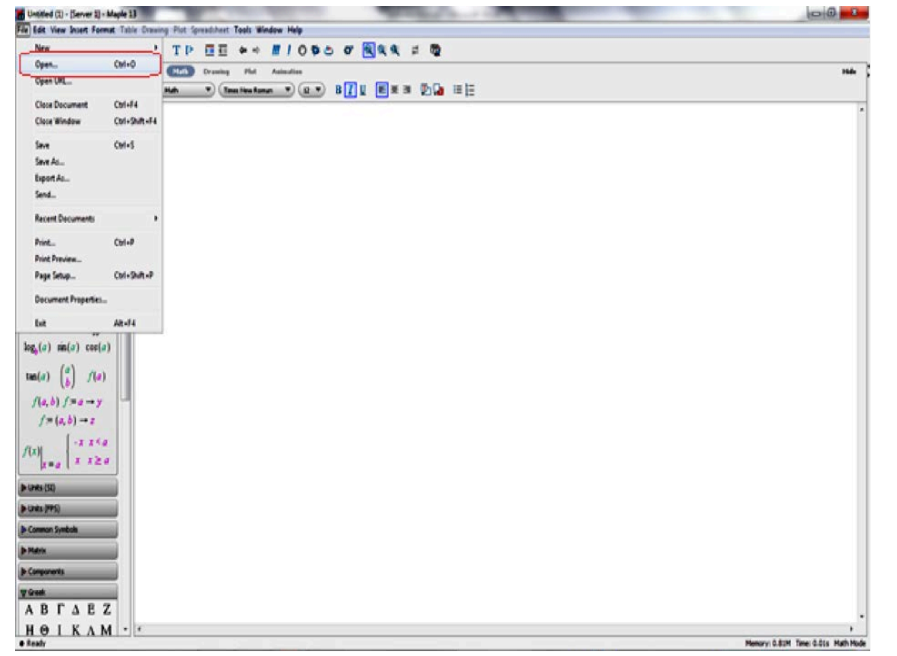 Untitled (1) - [Server 1] - Maple 13
File Edit View Insert Format Table Drawing Plot Spreadsheet Tools Window Help
New
Open... Ctrl+O
Open URL...
Close Document Ctrl+F4
Close Window Ctrl+Shift+F4
Save Ctrl+S
Save As...
Export As...
Send...
Recent Documents
Print... Ctrl+P
Print Preview...
Page Setup... Ctrl+Shift+P
Document Properties...
Exit Alt+F4
T P
Math Drawing Plot Animation Hide
Math Times New Roman 12 B I U
log_b(a) sin(a) cos(a)
tan(a) (a b) f(a)
f(a,b) f:=a→y
f:=(a,b)→z
f(x)|x=a { -x x<a
x x≥a
Units (SI)
Units (FPS)
Common Symbols
Matrix
Components
Greek
Α Β Γ Δ Ε Ζ
Η Θ Ι Κ Λ Μ
Ready Memory: 0.81M Time: 0.01s Math Mode